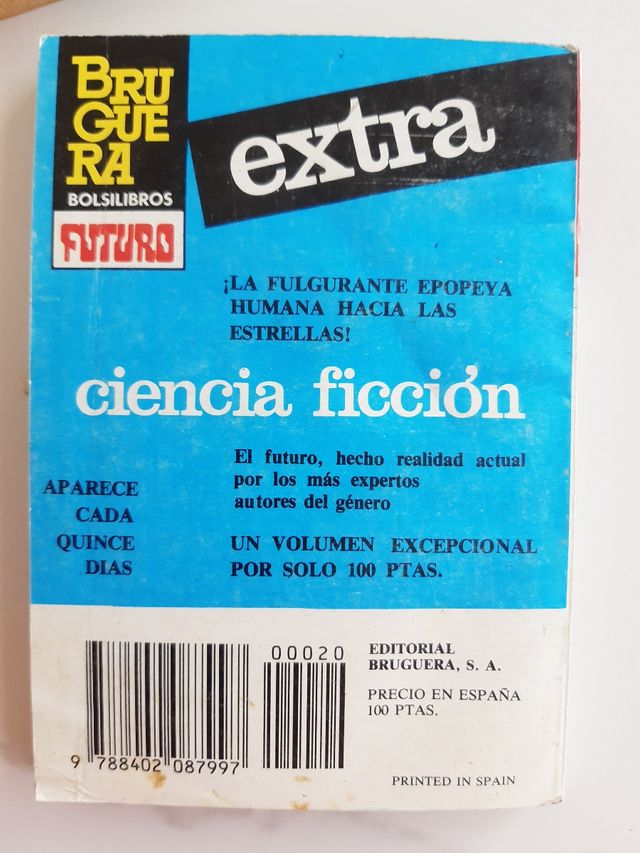 BRU
GUE
RA
BOLSILIBROS
FUTURO
extra
¡LA FULGURANTE EPOPEYA
HUMANA HACIA LAS
ESTRELLAS!
ciencia ficción
El futuro, hecho realidad actual
por los más expertos
autores del género
APARECE
CADA
QUINCE
DIAS
UN VOLUMEN EXCEPCIONAL
POR SOLO 100 PTAS.
00020
9 788402 087997
EDITORIAL
BRUGUERA, S. A.
PRECIO EN ESPAÑA
100 PTAS.
PRINTED IN SPAIN